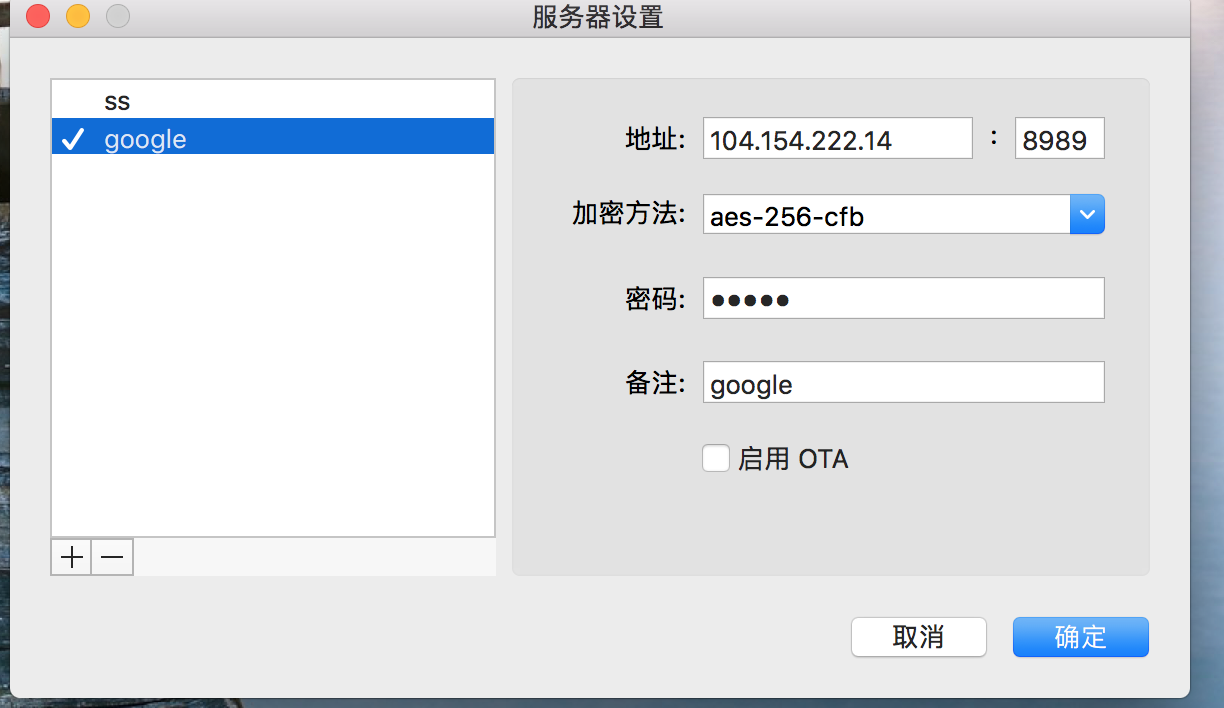 服务器设置
ss
google
地址: 104.154.222.14 : 8989
加密方法: aes-256-cfb
密码: ●●●●●
备注: google
启用 OTA
取消
确定